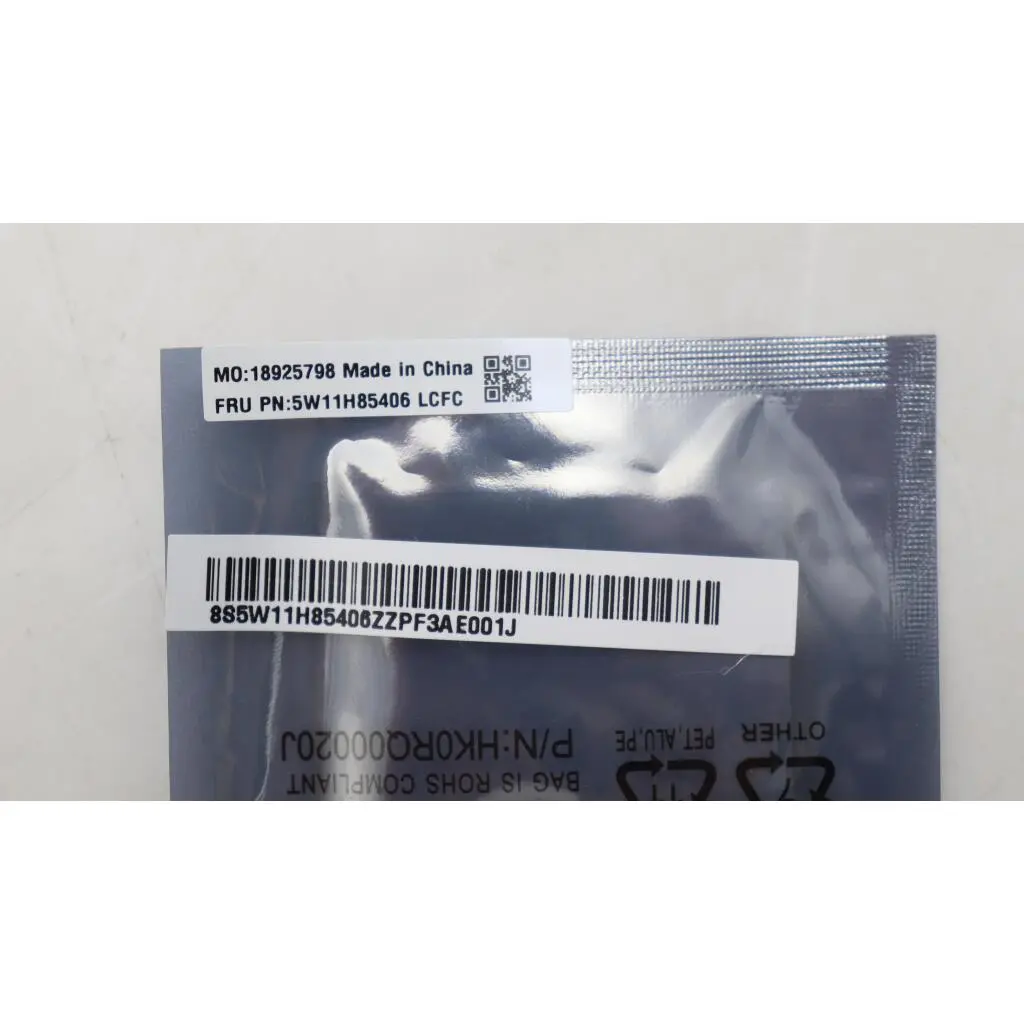 MO:18925798 Made in China
FRU PN:5W11H85406 LCFC
8S5W11H85406ZZPF3AE001J
P/N:HK0RQ00020J
PET,ALU,PE
OTHER
BAG IS ROHS COMPLIANT
7